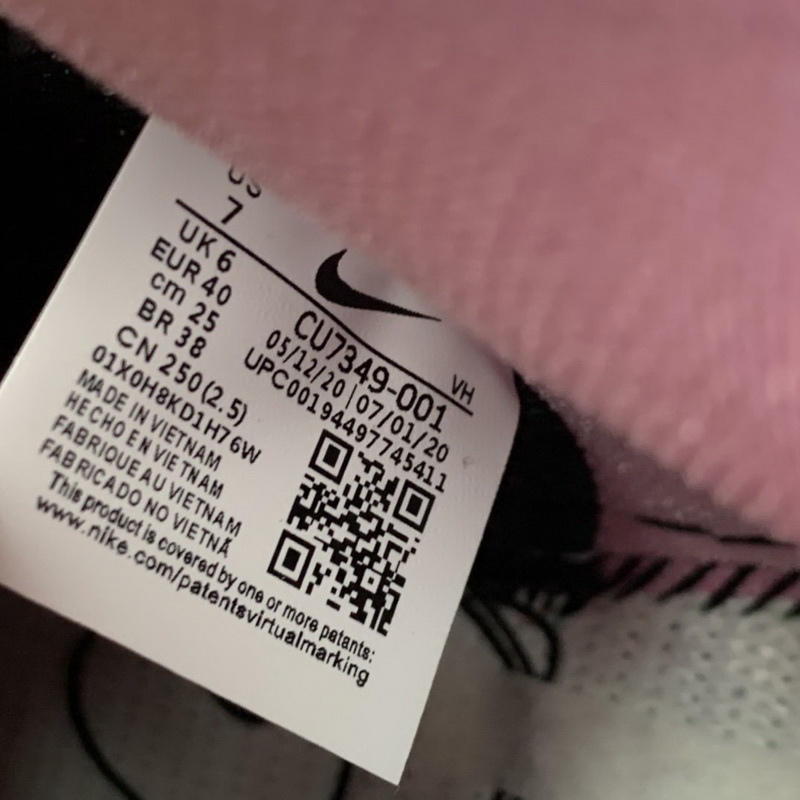 US
7
UK 6
EUR 40
cm 25
BR 38
CN 250(2.5)
01X0H8KD1H76W
VH
CU7349-001
05/12/20 | 07/01/20
UPC00194497745411
MADE IN VIETNAM
HECHO EN VIETNAM
FABRIQUE AU VIETNAM
FABRICADO NO VIETNÃ
This product is covered by one or more patents:
www.nike.com/patentsvirtualmarking